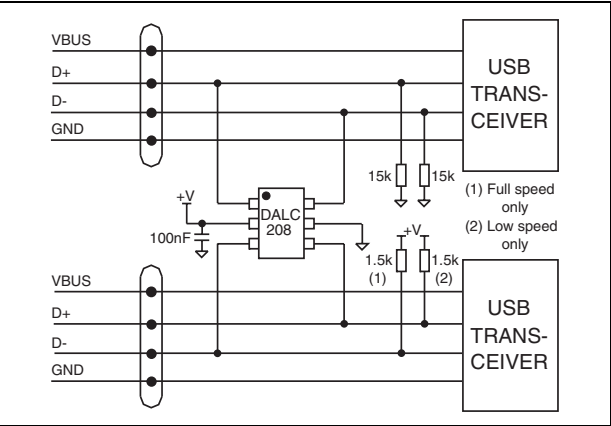 VBUS
D+
D-
GND
USB
TRANS-
CEIVER
15k
15k
(1) Full speed
only
(2) Low speed
only
+V
DALC
208
100nF
+V
1.5k
(1)
1.5k
(2)
VBUS
D+
D-
GND
USB
TRANS-
CEIVER